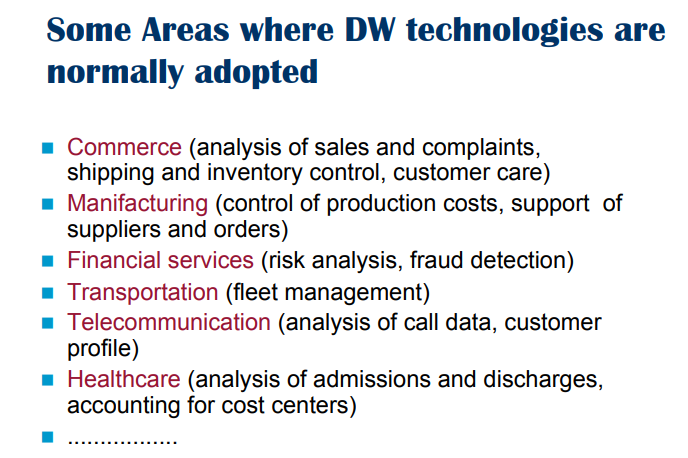 Some Areas where DW technologies are
normally adopted
Commerce (analysis of sales and complaints,
shipping and inventory control, customer care)
Manifacturing (control of production costs, support of
suppliers and orders)
Financial services (risk analysis, fraud detection)
Transportation (fleet management)
Telecommunication (analysis of call data, customer
profile)
Healthcare (analysis of admissions and discharges,
accounting for cost centers)
.................